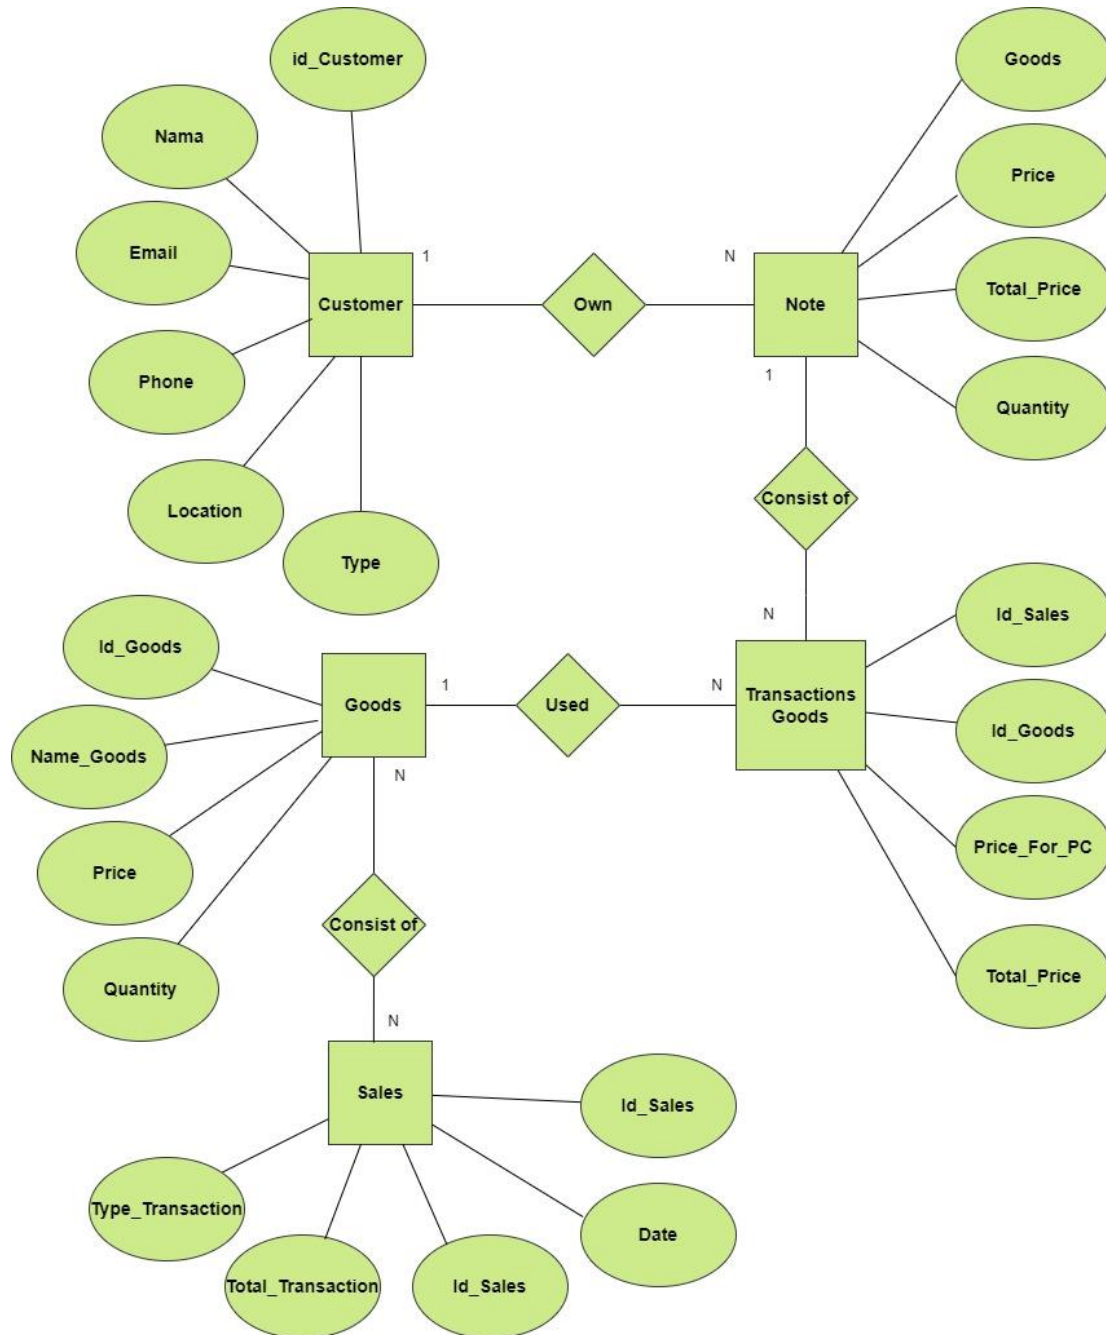 id_Customer
Goods
Nama
Price
Email
1
N
Customer
Own
Note
Total_Price
Phone
1
Quantity
Location
Consist of
Type
Id_Goods
N
Id_Sales
Goods
1
Used
N
Transactions
Goods
Id_Goods
Name_Goods
N
Price
Price_For_PC
Consist of
Quantity
Total_Price
N
Sales
Id_Sales
Type_Transaction
Date
Total_Transaction
Id_Sales